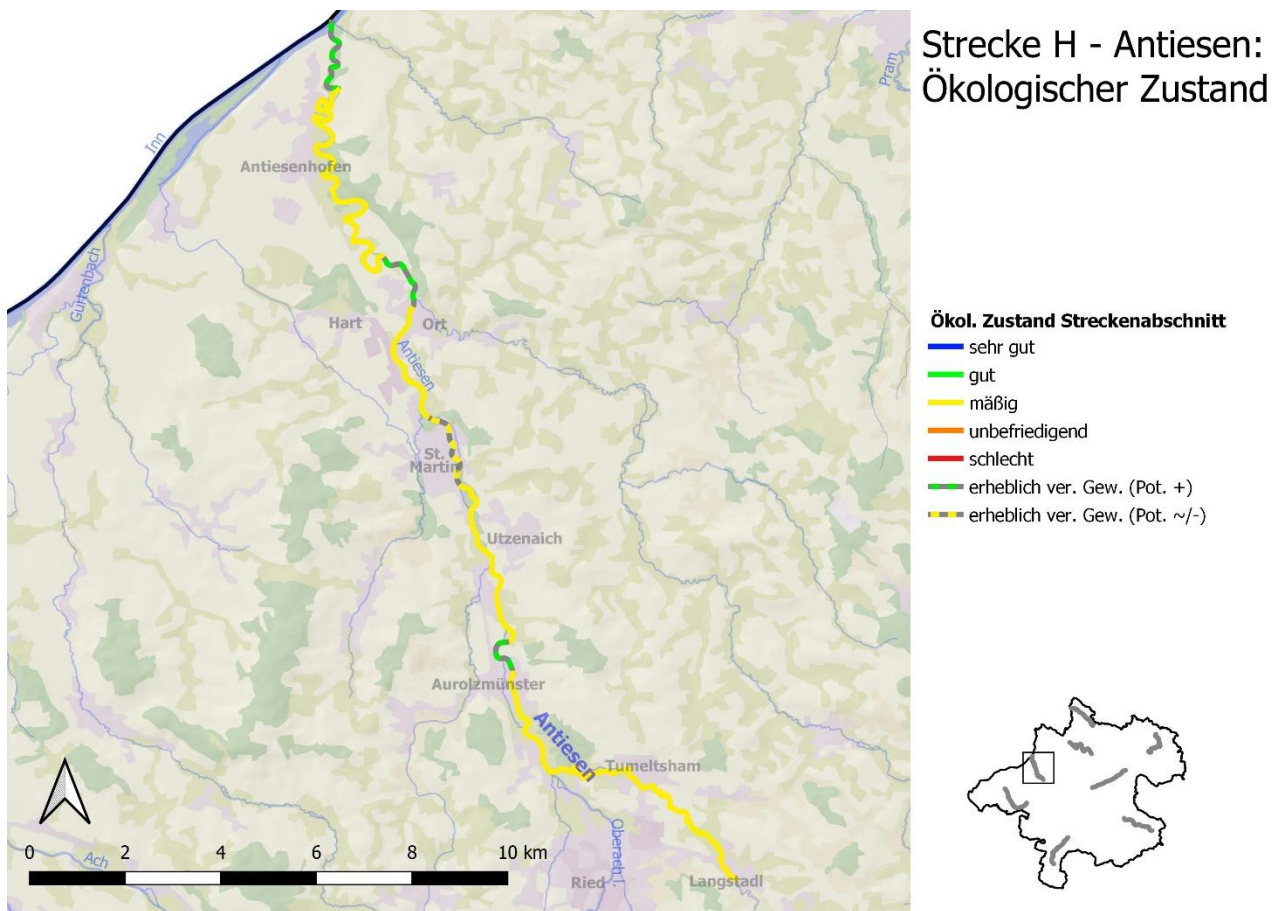 Strecke H - Antiesen:
Ökologischer Zustand
Pram
Inn
Antiesenhofen
Gurtenbach
Hart
Ort
Antiesen
St.
Martin
Utzenaich
Aurolzmünster
Antiesen
Tumeltsham
Oberach l.
Ach
Ried
Langstadl
0 2 4 6 8 10 km
Ökol. Zustand Streckenabschnitt
sehr gut
gut
mäßig
unbefriedigend
schlecht
erheblich ver. Gew. (Pot. +)
erheblich ver. Gew. (Pot. ~/-)